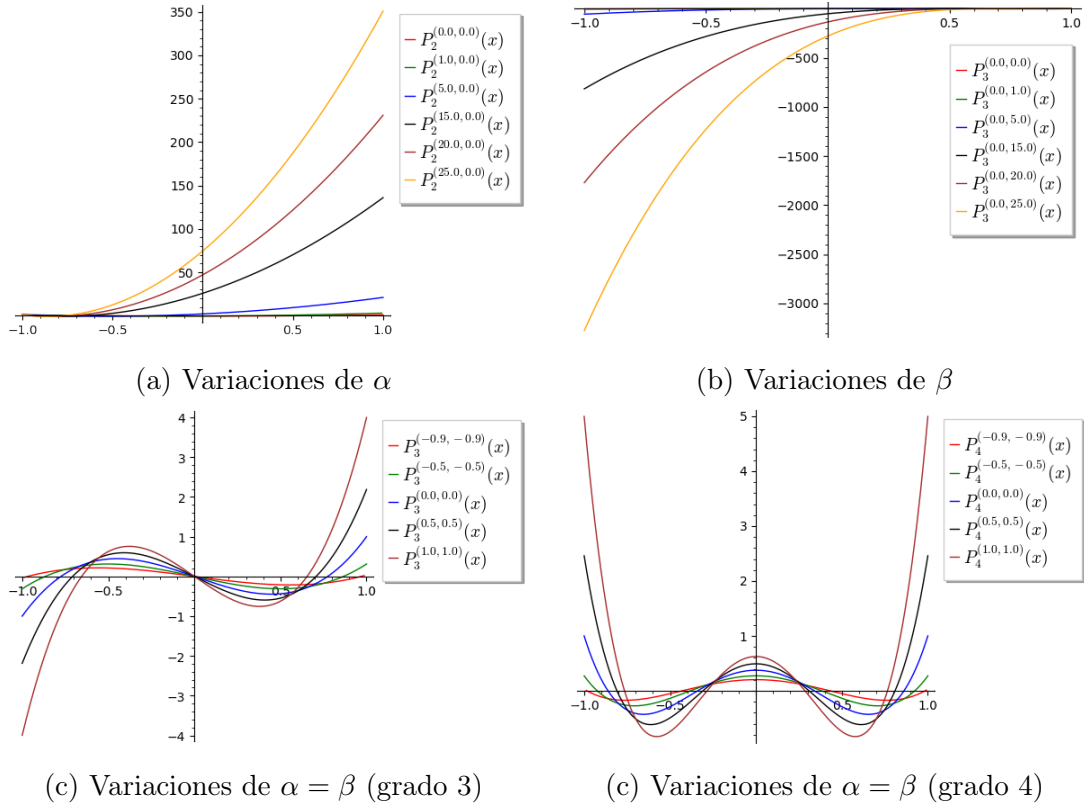 350
300
250
200
150
100
50
−1.0 −0.5 0.5 1.0
P_2^{(0.0, 0.0)}(x)
P_2^{(1.0, 0.0)}(x)
P_2^{(5.0, 0.0)}(x)
P_2^{(15.0, 0.0)}(x)
P_2^{(20.0, 0.0)}(x)
P_2^{(25.0, 0.0)}(x)
(a) Variaciones de α
−1.0 −0.5 0.5 1.0
−500
−1000
−1500
−2000
−2500
−3000
P_3^{(0.0, 0.0)}(x)
P_3^{(0.0, 1.0)}(x)
P_3^{(0.0, 5.0)}(x)
P_3^{(0.0, 15.0)}(x)
P_3^{(0.0, 20.0)}(x)
P_3^{(0.0, 25.0)}(x)
(b) Variaciones de β
4
3
2
1
−1.0 −0.5 0.5 1.0
−1
−2
−3
−4
P_3^{(−0.9, −0.9)}(x)
P_3^{(−0.5, −0.5)}(x)
P_3^{(0.0, 0.0)}(x)
P_3^{(0.5, 0.5)}(x)
P_3^{(1.0, 1.0)}(x)
(c) Variaciones de α = β (grado 3)
5
4
3
2
1
−1.0 −0.5 0.5 1.0
P_4^{(−0.9, −0.9)}(x)
P_4^{(−0.5, −0.5)}(x)
P_4^{(0.0, 0.0)}(x)
P_4^{(0.5, 0.5)}(x)
P_4^{(1.0, 1.0)}(x)
(c) Variaciones de α = β (grado 4)